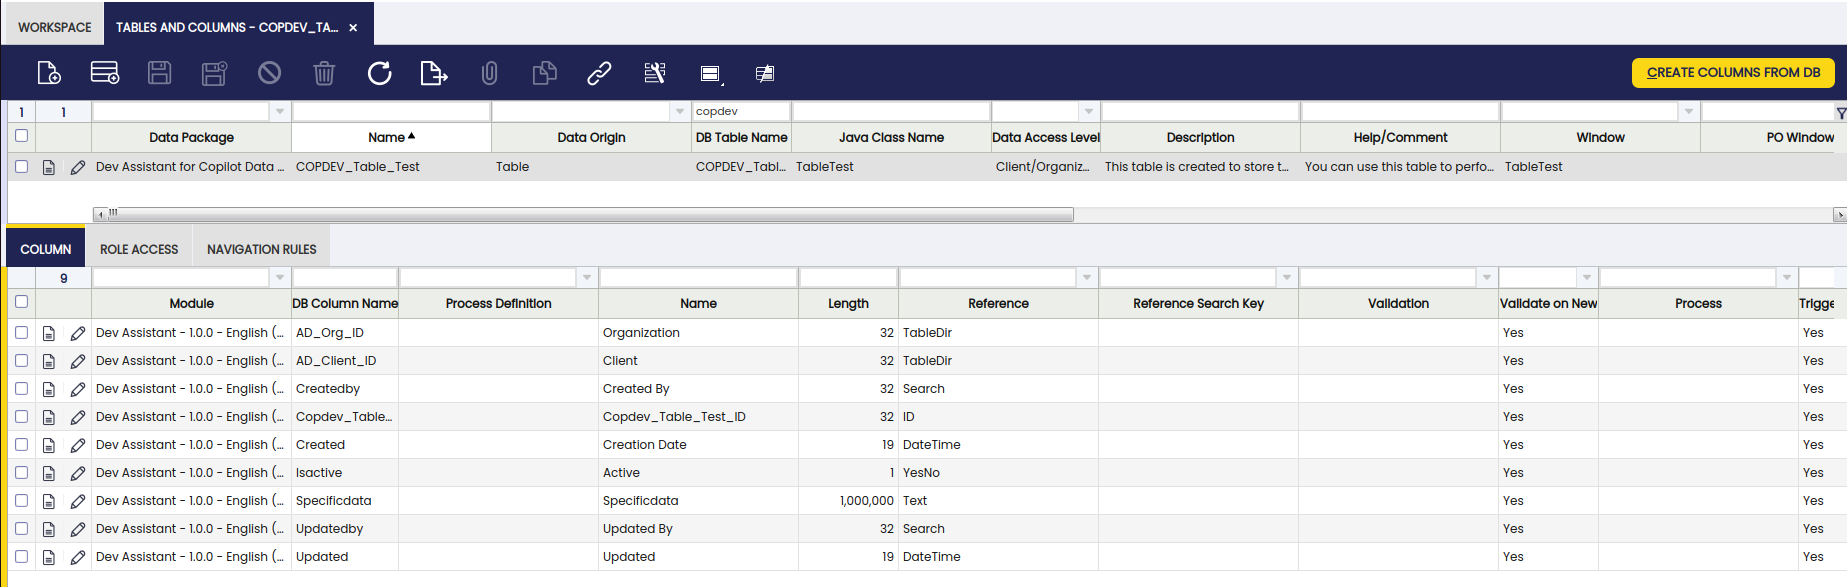 WORKSPACE TABLES AND COLUMNS - COPDEV_TA... ×
CREATE COLUMNS FROM DB
1 1 copdev
Data Package Name Data Origin DB Table Name Java Class Name Data Access Level Description Help/Comment Window PO Window
Dev Assistant for Copilot Data ... COPDEV_Table_Test Table COPDEV_Tabl... TableTest Client/Organiz... This table is created to store t... You can use this table to perfo... TableTest
COLUMN ROLE ACCESS NAVIGATION RULES
9
Module DB Column Name Process Definition Name Length Reference Reference Search Key Validation Validate on New Process Trigge
Dev Assistant - 1.0.0 - English (... AD_Org_ID Organization 32 TableDir Yes Yes
Dev Assistant - 1.0.0 - English (... AD_Client_ID Client 32 TableDir Yes Yes
Dev Assistant - 1.0.0 - English (... Createdby Created By 32 Search Yes Yes
Dev Assistant - 1.0.0 - English (... Copdev_Table... Copdev_Table_Test_ID 32 ID Yes Yes
Dev Assistant - 1.0.0 - English (... Created Creation Date 19 DateTime Yes Yes
Dev Assistant - 1.0.0 - English (... Isactive Active 1 YesNo Yes Yes
Dev Assistant - 1.0.0 - English (... Specificdata Specificdata 1,000,000 Text Yes Yes
Dev Assistant - 1.0.0 - English (... Updatedby Updated By 32 Search Yes Yes
Dev Assistant - 1.0.0 - English (... Updated Updated 19 DateTime Yes Yes